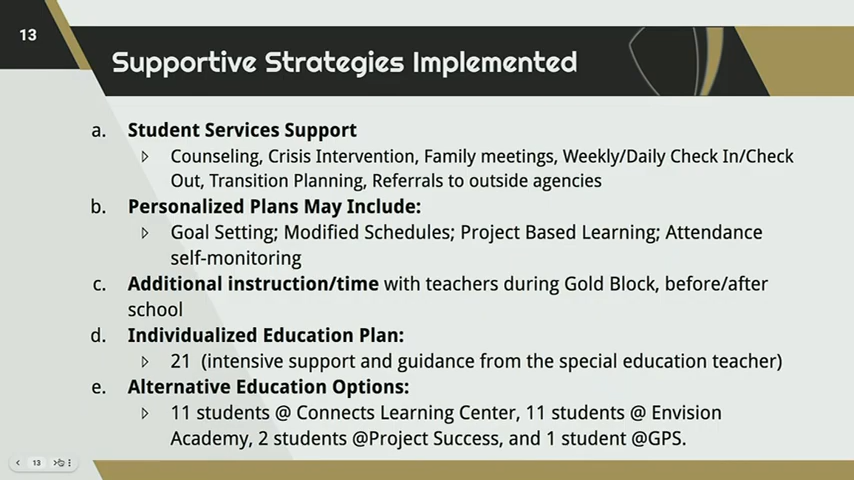 13
Supportive Strategies Implemented
a. Student Services Support
▷ Counseling, Crisis Intervention, Family meetings, Weekly/Daily Check In/Check
Out, Transition Planning, Referrals to outside agencies
b. Personalized Plans May Include:
▷ Goal Setting; Modified Schedules; Project Based Learning; Attendance
self-monitoring
c. Additional instruction/time with teachers during Gold Block, before/after
school
d. Individualized Education Plan:
▷ 21 (intensive support and guidance from the special education teacher)
e. Alternative Education Options:
▷ 11 students @ Connects Learning Center, 11 students @ Envision
Academy, 2 students @Project Success, and 1 student @GPS.
13